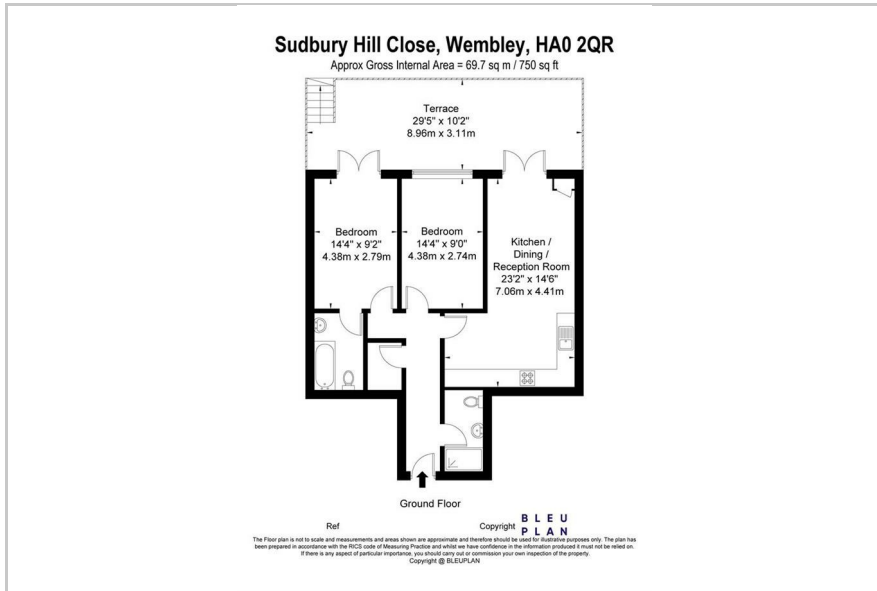 Sudbury Hill Close, Wembley, HA0 2QR
Approx Gross Internal Area = 69.7 sq m / 750 sq ft
Terrace
29'5" x 10'2"
8.96m x 3.11m
Bedroom
14'4" x 9'2"
4.38m x 2.79m
Bedroom
14'4" x 9'0"
4.38m x 2.74m
Kitchen /
Dining /
Reception Room
23'2" x 14'6"
7.06m x 4.41m
Ground Floor
Ref
Copyright
BLEU
PLAN
The Floor plan is not to scale and measurements and areas shown are approximate and therefore should be used for illustrative purposes only. The plan has
been prepared in accordance with the RICS code of Measuring Practice and whilst we have confidence in the information produced it must not be relied on.
If there is any aspect of particular importance, you should carry out or commission your own inspection of the property.
Copyright @ BLEUPLAN